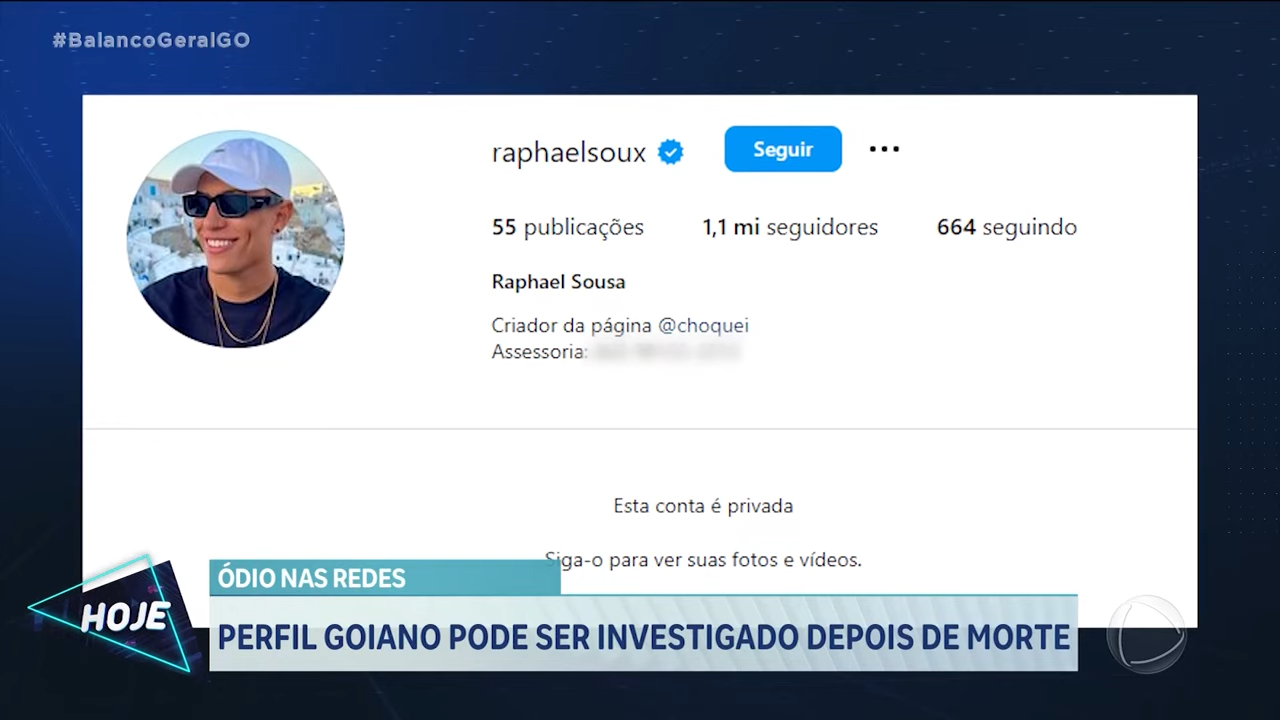 #BalancoGeralGO
raphaelsoux
Seguir
55 publicações 1,1 mi seguidores 664 seguindo
Raphael Sousa
Criador da página @choquei
Assessoria:
Esta conta é privada
Siga-o para ver suas fotos e vídeos.
ÓDIO NAS REDES
HOJE
PERFIL GOIANO PODE SER INVESTIGADO DEPOIS DE MORTE